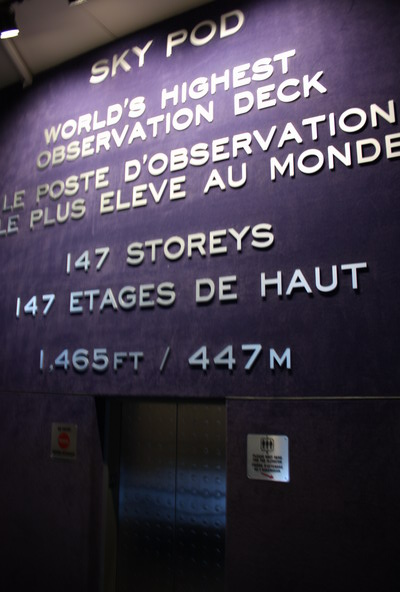 SKY POD
WORLD'S HIGHEST
OBSERVATION DECK
LE POSTE D'OBSERVATION
LE PLUS ELEVE AU MONDE
147 STOREYS
147 ETAGES DE HAUT
1,465FT / 447M